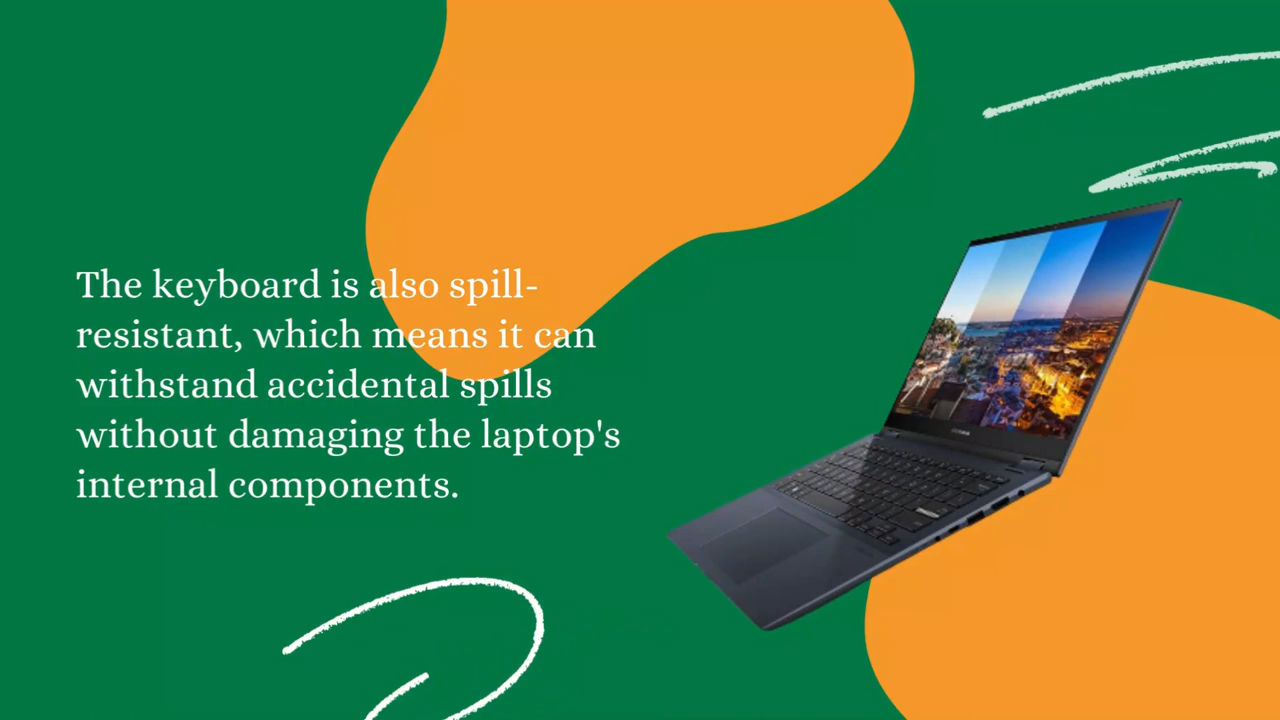 The keyboard is also spill-
resistant, which means it can
withstand accidental spills
without damaging the laptop's
internal components.